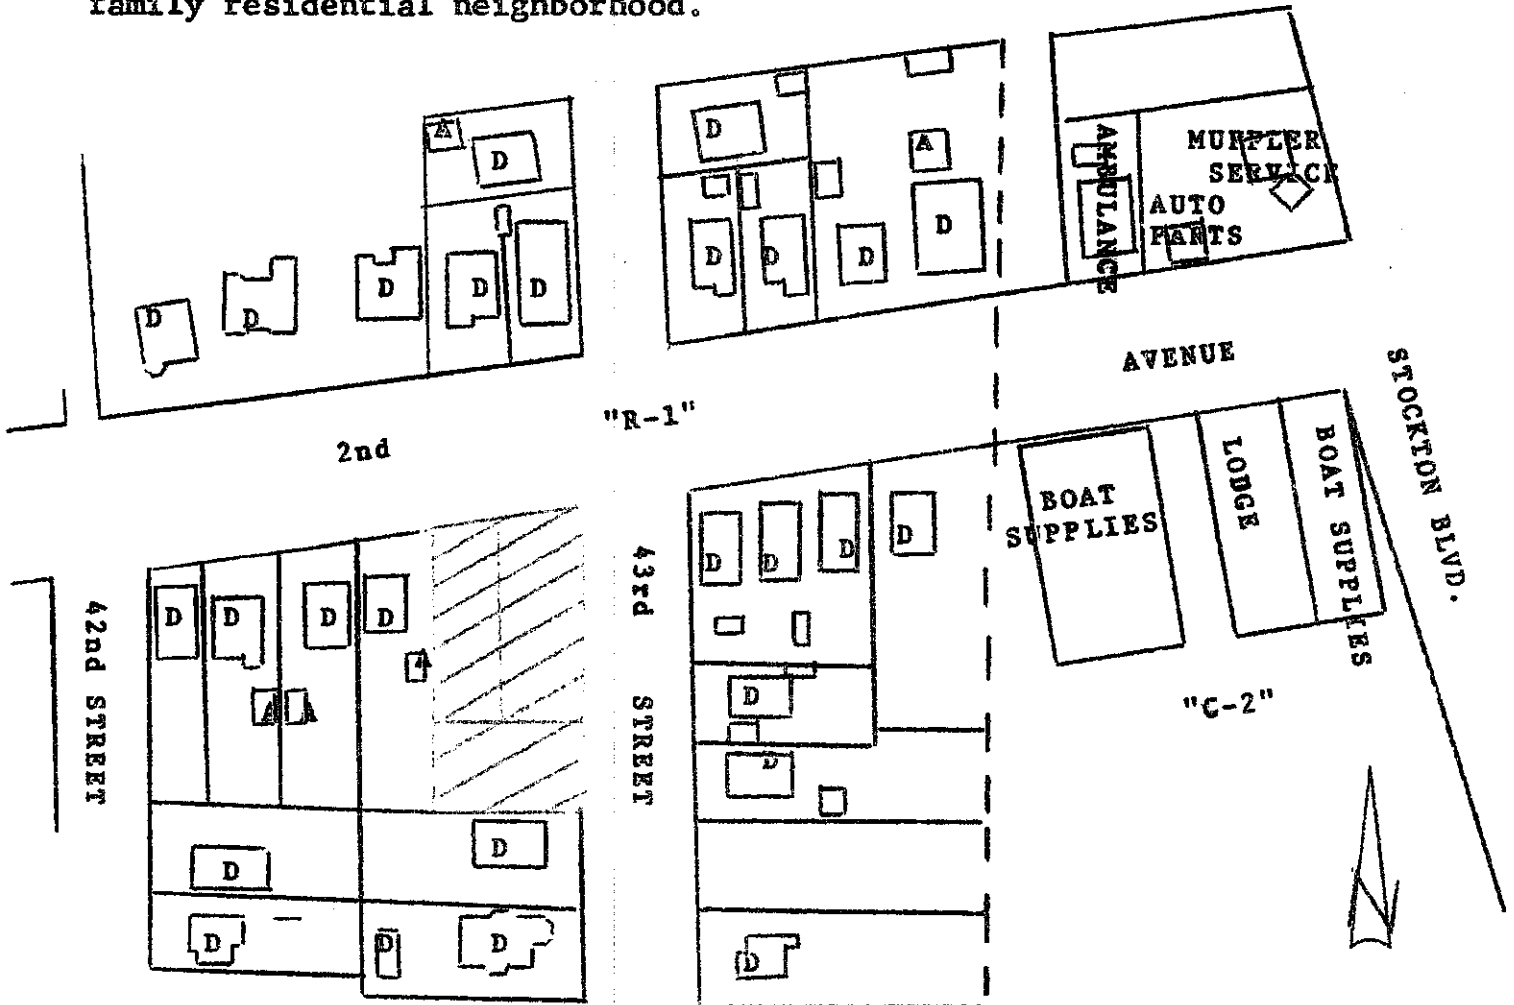 family residential neighborhood.
A
D
D
A
D
AMBULANCE
MUFFLER
SERVICE
AUTO
PARTS
D
D
D
D
D
D
D
D
D
AVENUE
"R-1"
2nd
STOCKTON BLVD.
BOAT
SUPPLIES
LODGE
BOAT SUPPLIES
D
D
D
D
43rd STREET
42nd STREET
D
D
D
D
A
A
A
D
D
"C-2"
D
D
D
D
D
D